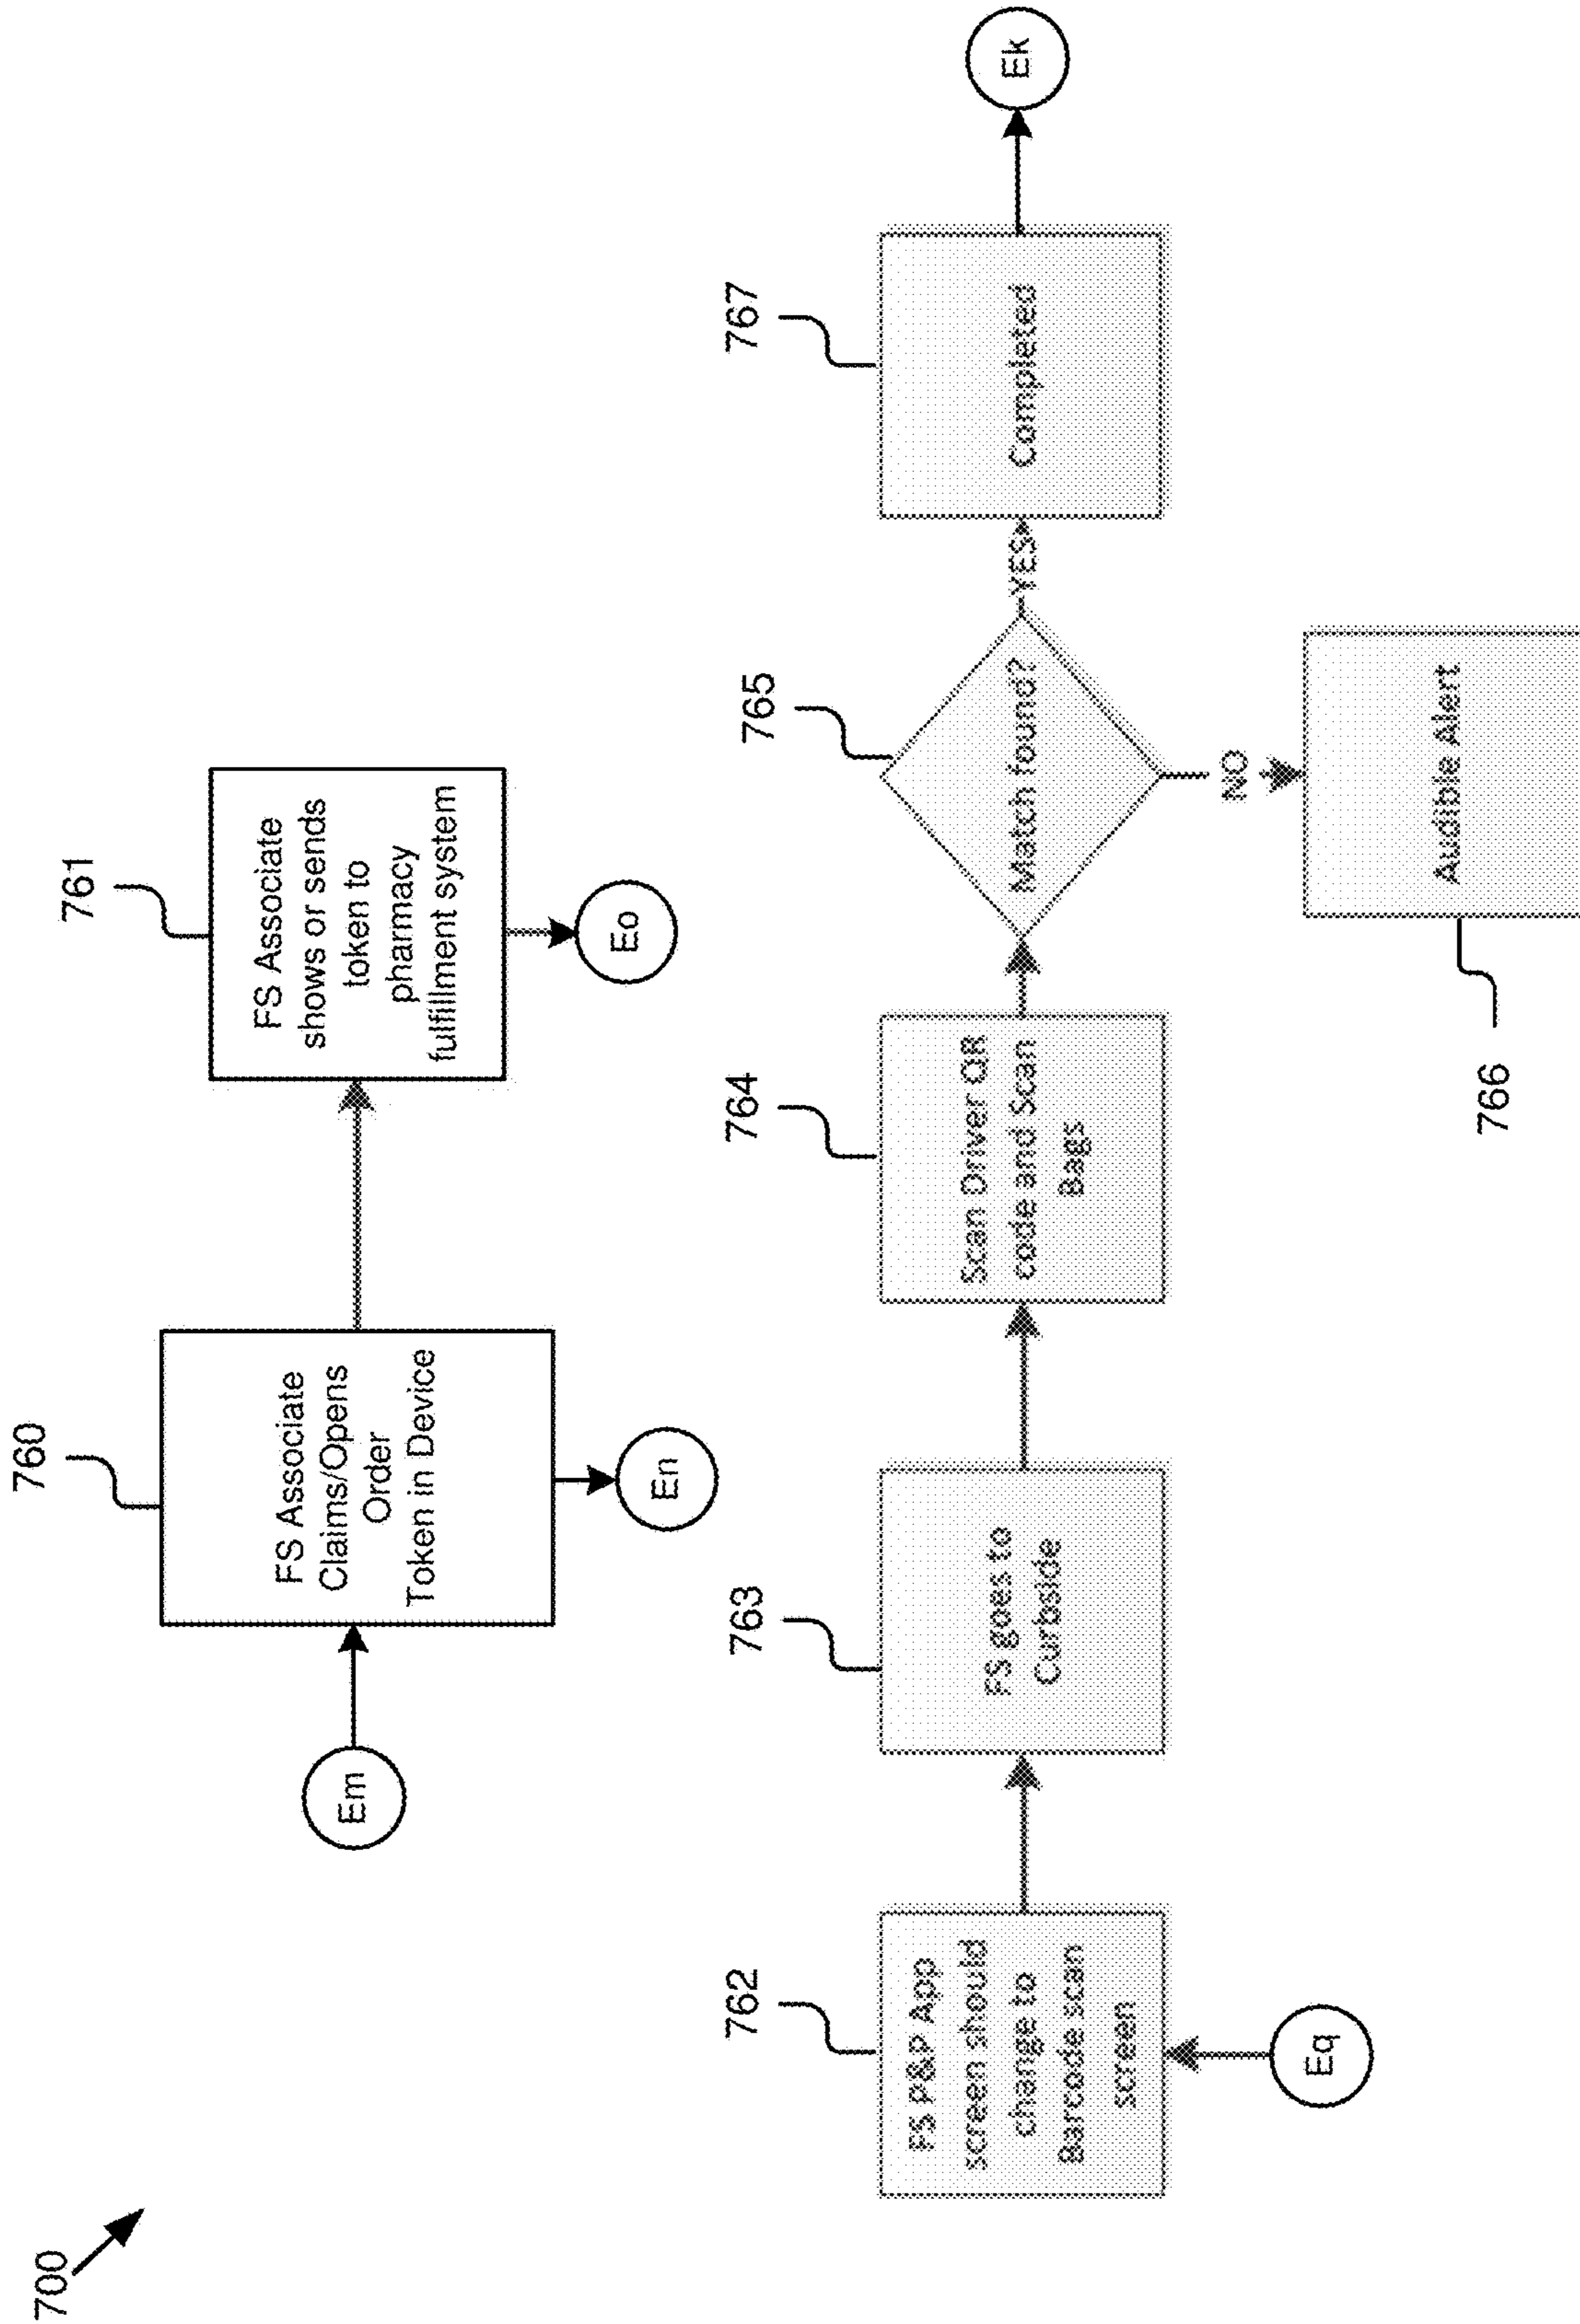 700
760
FS Associate
Claims/Opens
Order
Token in Device
761
FS Associate
shows or sends
token to
pharmacy
fulfillment system
Em
En
Eo
762
FS P&P App
screen should
change to
Barcode scan
screen
763
FS goes to
Curbside
764
Scan Driver QR
code and Scan
Bags
765
Match found?
YES
767
Completed
Ek
NO
Audible Alert
766
Eq